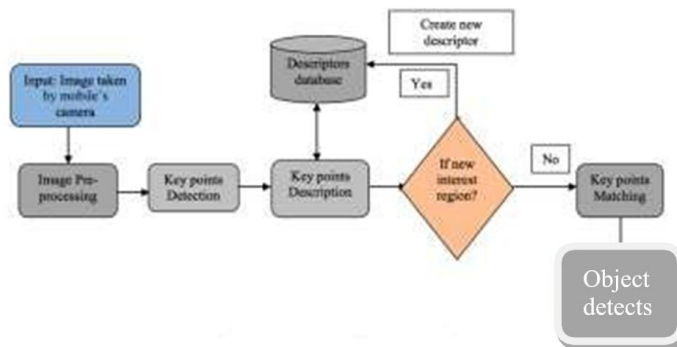 Create new
descriptor
Descriptors
database
Yes
Input: Image taken
by mobile's
camera
Image Pre-
processing
Key points
Detection
Key points
Description
If new
interest
region?
No
Key points
Matching
Object
detects